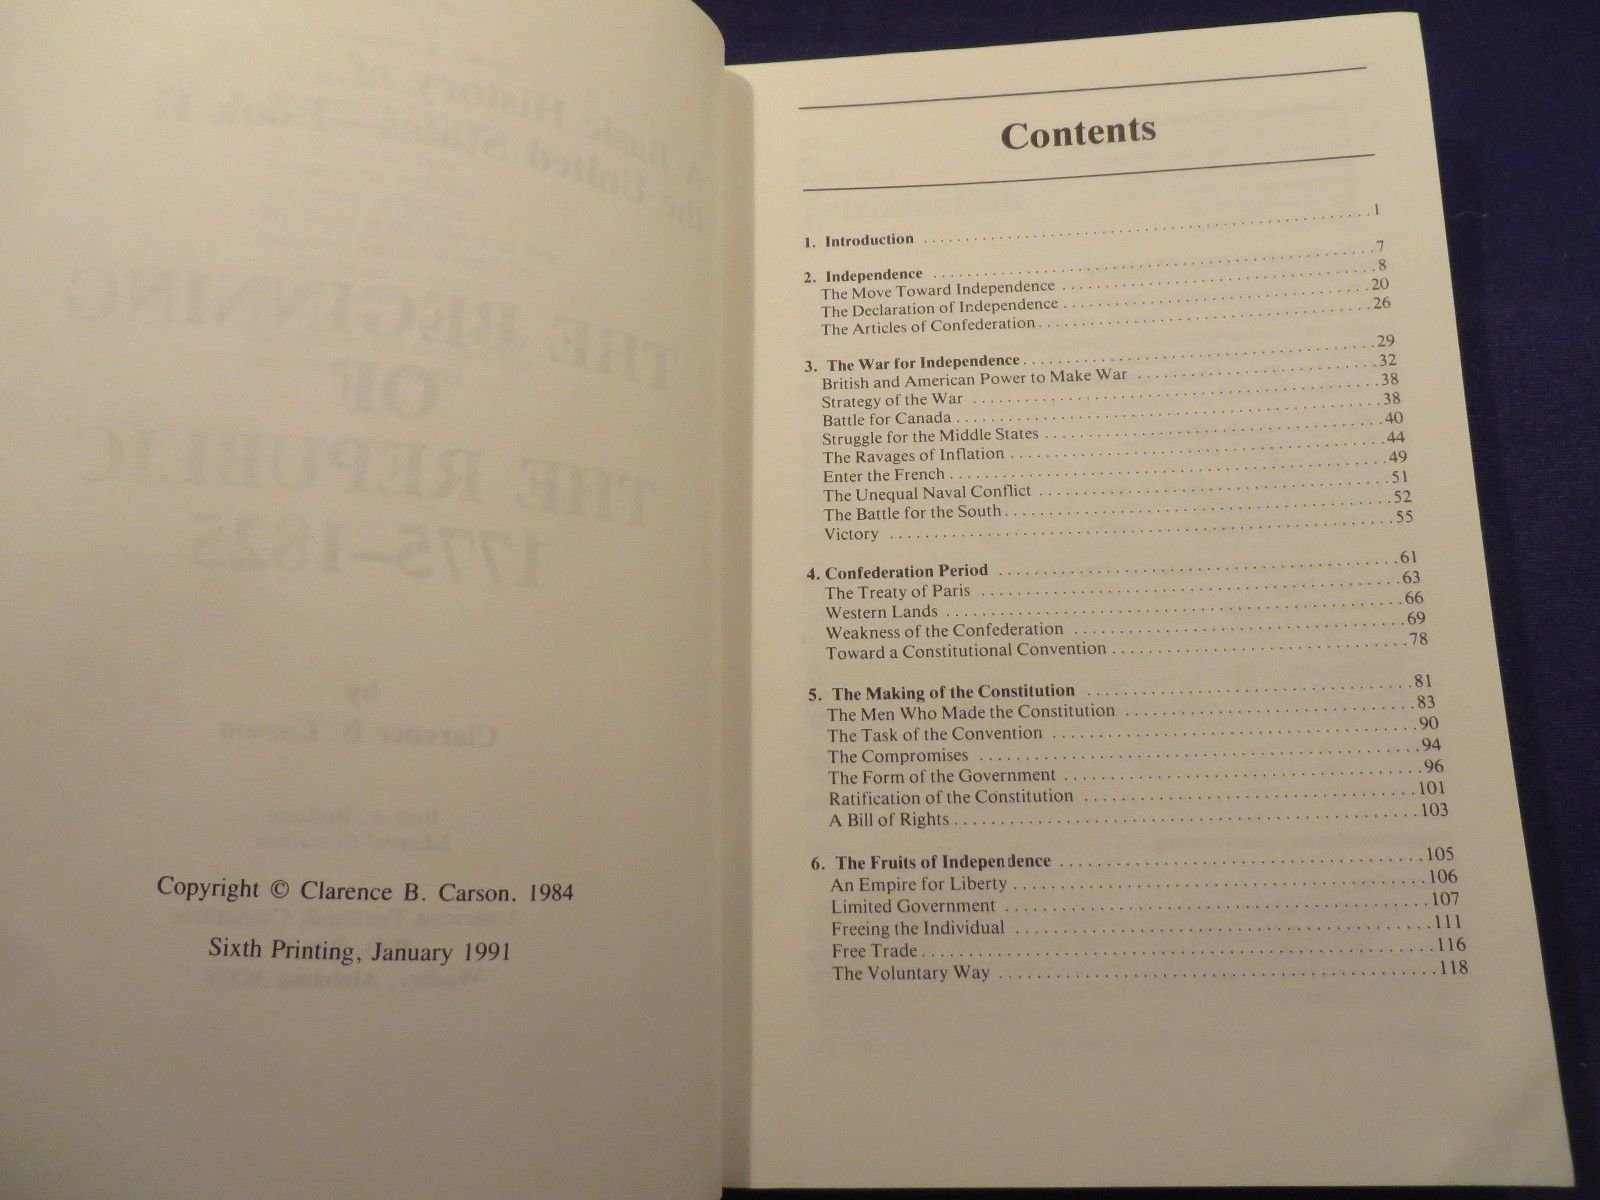 Copyright © Clarence B. Carson. 1984
Sixth Printing, January 1991
Contents
1. Introduction ........................................ 1
2. Independence ........................................ 7
The Move Toward Independence ........................................ 8
The Declaration of Independence ........................................ 20
The Articles of Confederation ........................................ 26
3. The War for Independence ........................................ 29
British and American Power to Make War ........................................ 32
Strategy of the War ........................................ 38
Battle for Canada ........................................ 38
Struggle for the Middle States ........................................ 40
The Ravages of Inflation ........................................ 44
Enter the French ........................................ 49
The Unequal Naval Conflict ........................................ 51
The Battle for the South ........................................ 52
Victory ........................................ 55
4. Confederation Period ........................................ 61
The Treaty of Paris ........................................ 63
Western Lands ........................................ 66
Weakness of the Confederation ........................................ 69
Toward a Constitutional Convention ........................................ 78
5. The Making of the Constitution ........................................ 81
The Men Who Made the Constitution ........................................ 83
The Task of the Convention ........................................ 90
The Compromises ........................................ 94
The Form of the Government ........................................ 96
Ratification of the Constitution ........................................ 101
A Bill of Rights ........................................ 103
6. The Fruits of Independence ........................................ 105
An Empire for Liberty ........................................ 106
Limited Government ........................................ 107
Freeing the Individual ........................................ 111
Free Trade ........................................ 116
The Voluntary Way ........................................ 118